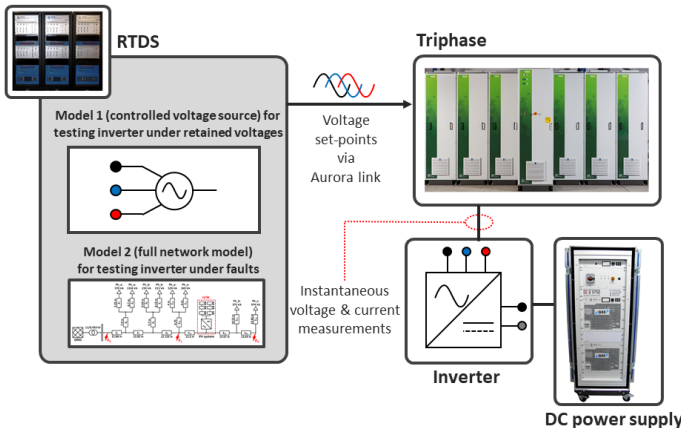 RTDS
Model 1 (controlled voltage source) for
testing inverter under retained voltages
Model 2 (full network model)
for testing inverter under faults
Voltage
set-points
via
Aurora link
Triphase
Instantaneous
voltage & current
measurements
Inverter
DC power supply